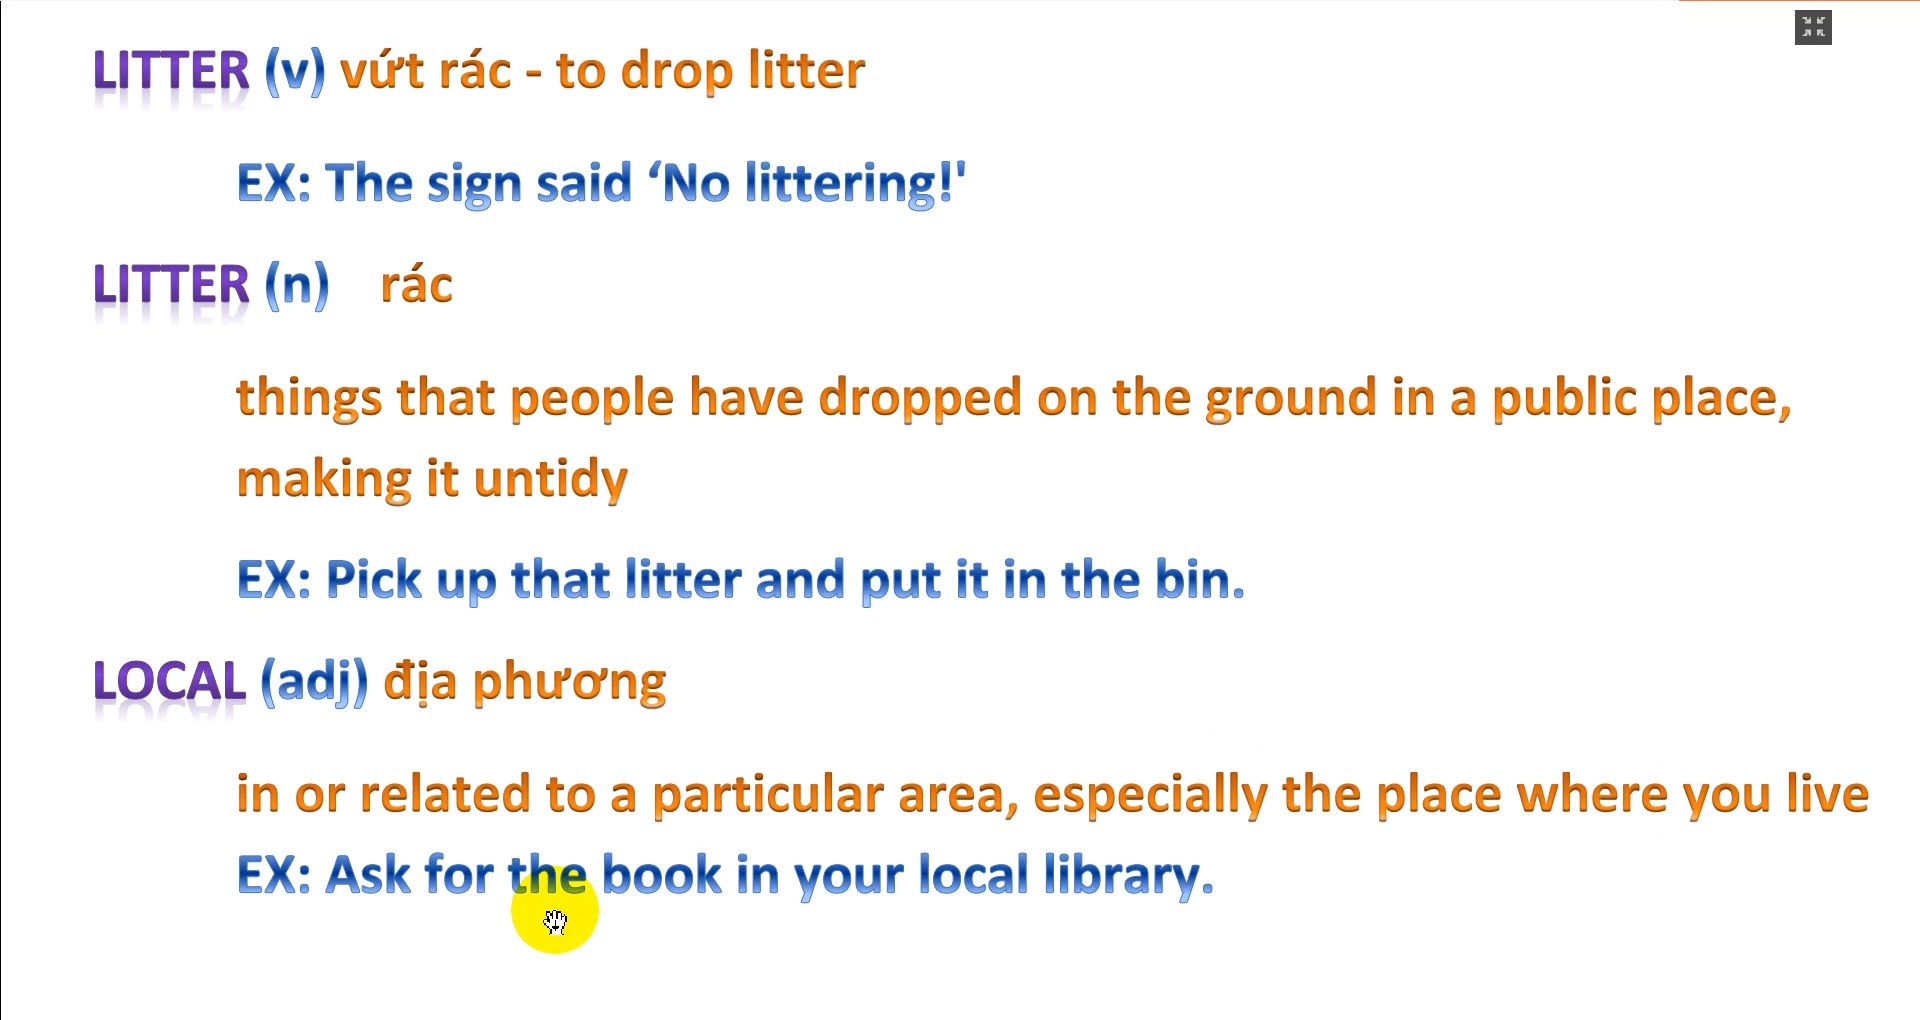 LITTER (v) vứt rác - to drop litter
EX: The sign said ‘No littering!'
LITTER (n) rác
things that people have dropped on the ground in a public place,
making it untidy
EX: Pick up that litter and put it in the bin.
LOCAL (adj) địa phương
in or related to a particular area, especially the place where you live
EX: Ask for the book in your local library.